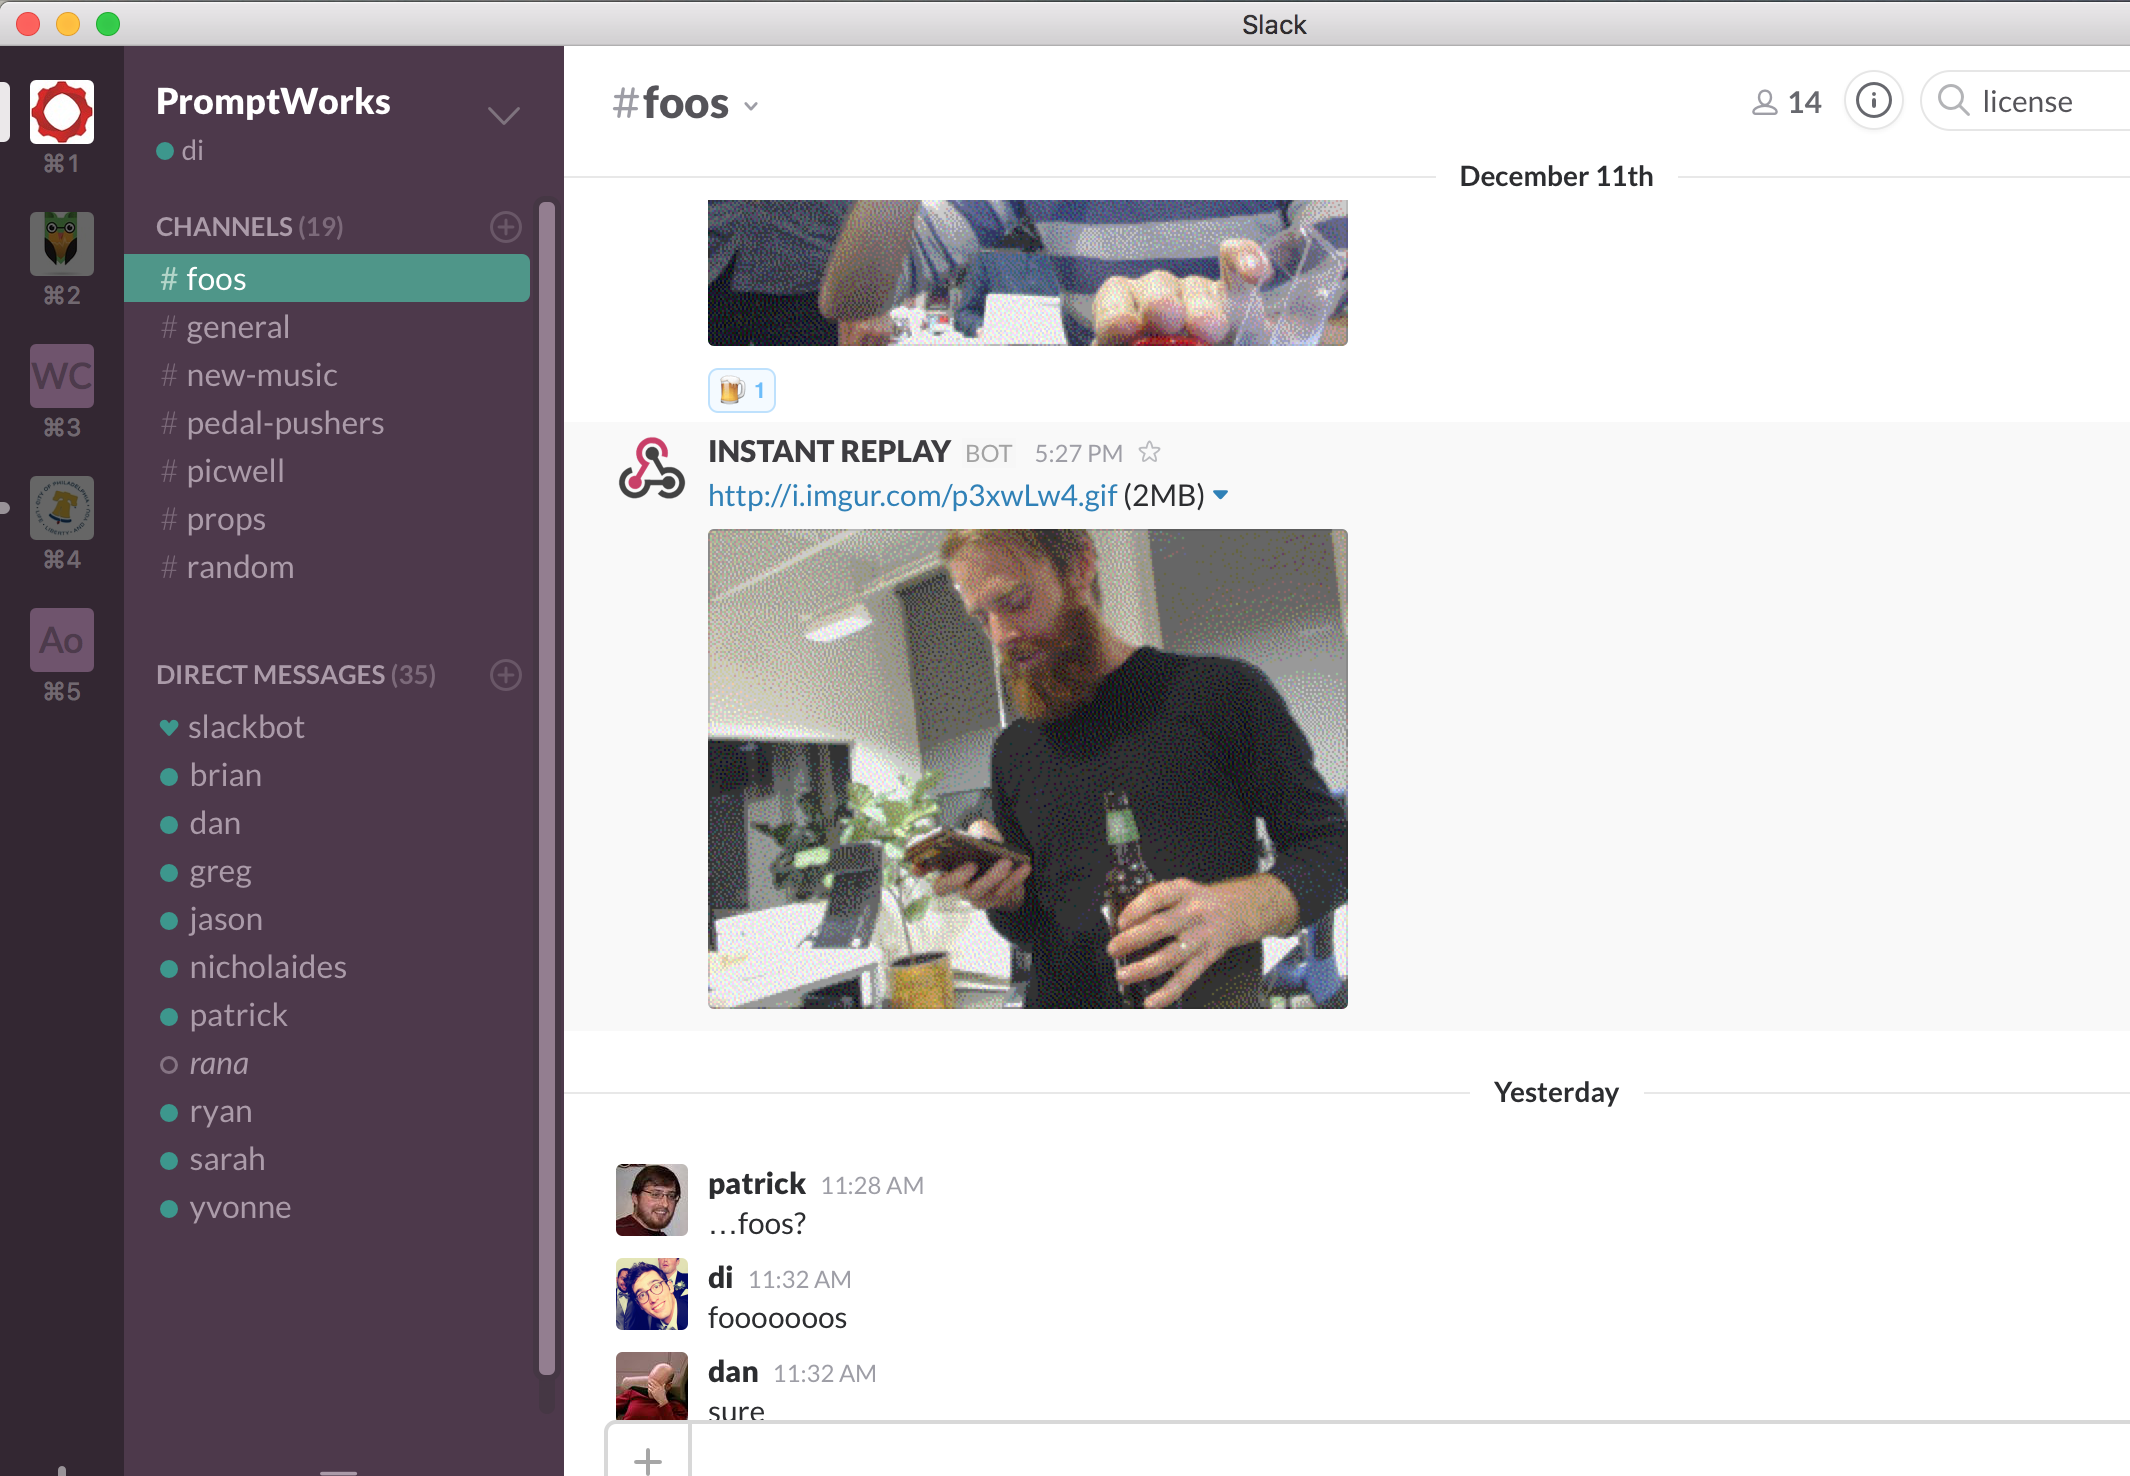 Slack
⌘1
⌘2
WC
⌘3
⌘4
Ao
⌘5
PromptWorks
di
CHANNELS (19)
# foos
# general
# new-music
# pedal-pushers
# picwell
# props
# random
DIRECT MESSAGES (35)
slackbot
brian
dan
greg
jason
nicholaides
patrick
rana
ryan
sarah
yvonne
#foos
14
license
December 11th
1
INSTANT REPLAY BOT 5:27 PM
http://i.imgur.com/p3xwLw4.gif (2MB)
Yesterday
patrick 11:28 AM
…foos?
di 11:32 AM
fooooooos
dan 11:32 AM
sure